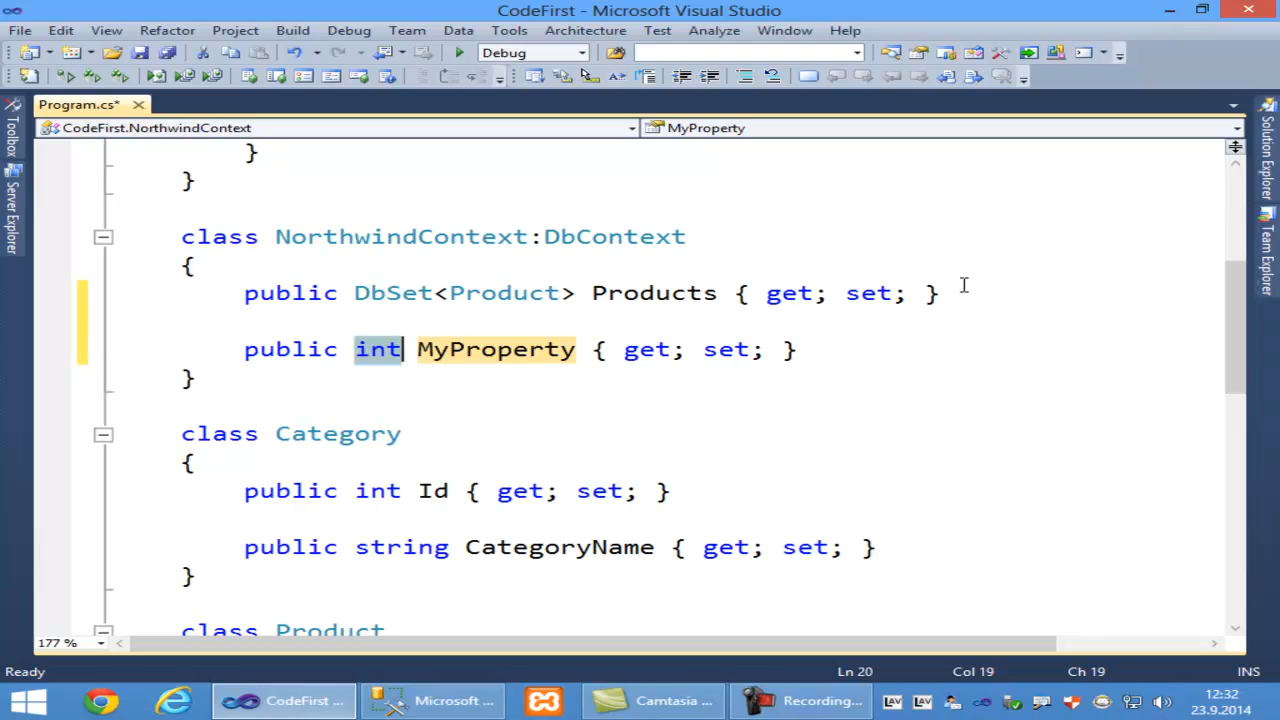 CodeFirst - Microsoft Visual Studio
File Edit View Refactor Project Build Debug Team Data Tools Architecture Test Analyze Window Help
Debug
Program.cs*
CodeFirst.NorthwindContext MyProperty
Toolbox
Server Explorer
Solution Explorer
Team Explorer
}
}
class NorthwindContext:DbContext
{
public DbSet<Product> Products { get; set; }
public int MyProperty { get; set; }
}
class Category
{
public int Id { get; set; }
public string CategoryName { get; set; }
}
class Product
177 %
Ready Ln 20 Col 19 Ch 19 INS
CodeFirst ... Microsoft ... Camtasia ... Recording... LAV LAV 12:32
23.9.2014